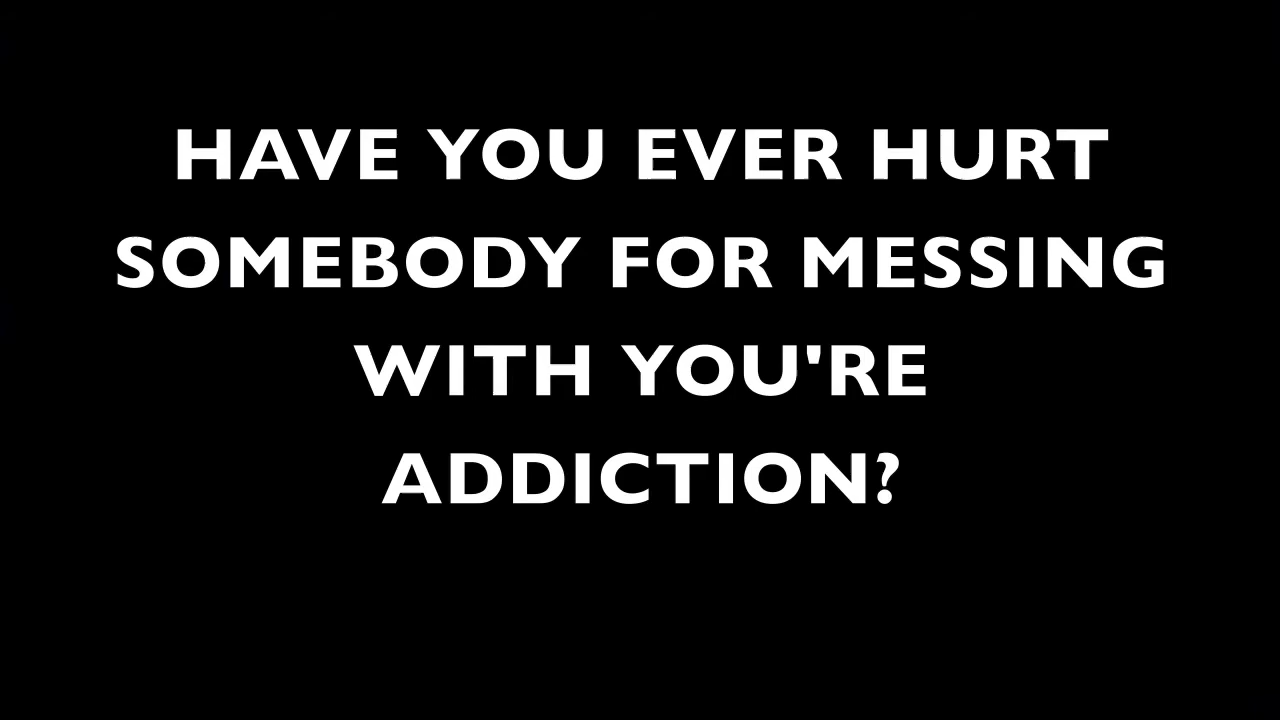 HAVE YOU EVER HURT
SOMEBODY FOR MESSING
WITH YOU'RE
ADDICTION?